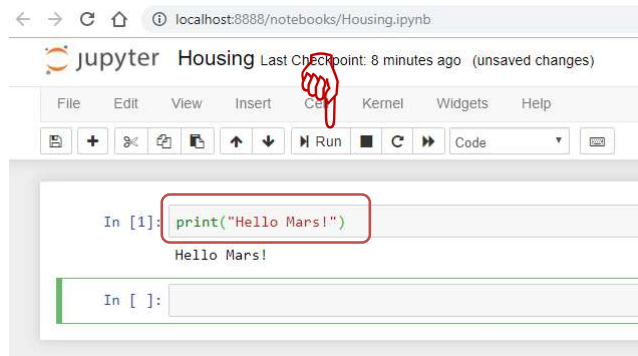 localhost:8888/notebooks/Housing.ipynb
jupyter Housing Last Checkpoint: 8 minutes ago (unsaved changes)
File Edit View Insert Cell Kernel Widgets Help
Run Code
In [1]: print("Hello Mars!")
Hello Mars!
In [ ]: